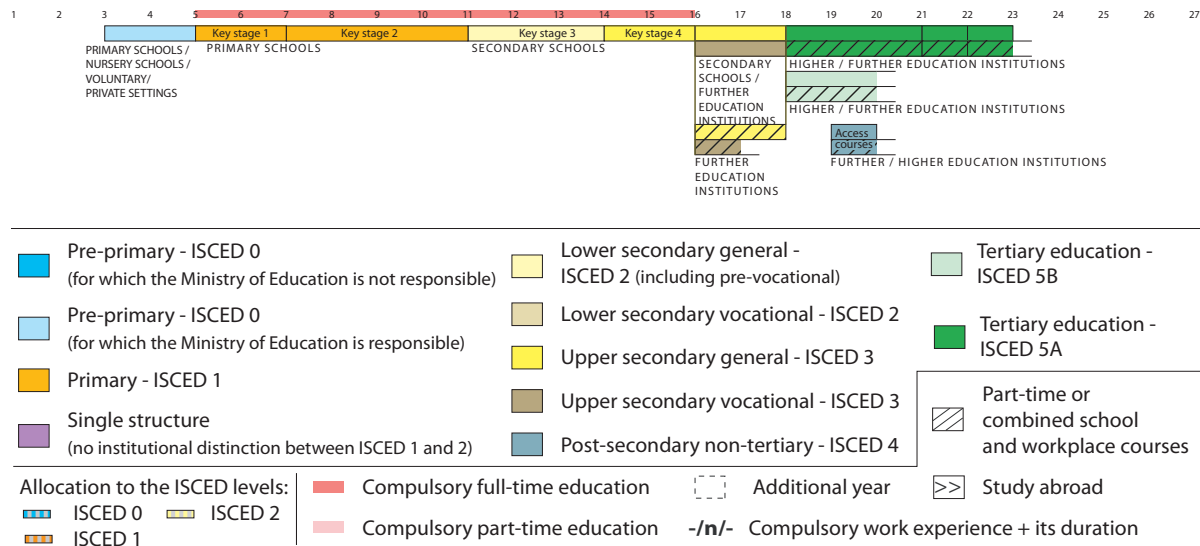 1 2 3 4 5 6 7 8 9 10 11 12 13 14 15 16 17 18 19 20 21 22 23 24 25 26 27
Key stage 1 Key stage 2 Key stage 3 Key stage 4
PRIMARY SCHOOLS /
NURSERY SCHOOLS /
VOLUNTARY/
PRIVATE SETTINGS
PRIMARY SCHOOLS
SECONDARY SCHOOLS
SECONDARY
SCHOOLS /
FURTHER
EDUCATION
INSTITUTIONS
HIGHER / FURTHER EDUCATION INSTITUTIONS
HIGHER / FURTHER EDUCATION INSTITUTIONS
Access
courses
FURTHER / HIGHER EDUCATION INSTITUTIONS
FURTHER
EDUCATION
INSTITUTIONS
Pre-primary - ISCED 0
(for which the Ministry of Education is not responsible)
Pre-primary - ISCED 0
(for which the Ministry of Education is responsible)
Primary - ISCED 1
Single structure
(no institutional distinction between ISCED 1 and 2)
Lower secondary general -
ISCED 2 (including pre-vocational)
Lower secondary vocational - ISCED 2
Upper secondary general - ISCED 3
Upper secondary vocational - ISCED 3
Post-secondary non-tertiary - ISCED 4
Tertiary education -
ISCED 5B
Tertiary education -
ISCED 5A
Part-time or
combined school
and workplace courses
Allocation to the ISCED levels:
ISCED 0 ISCED 2
ISCED 1
Compulsory full-time education
Compulsory part-time education
Additional year
-/n/- Compulsory work experience + its duration
>> Study abroad